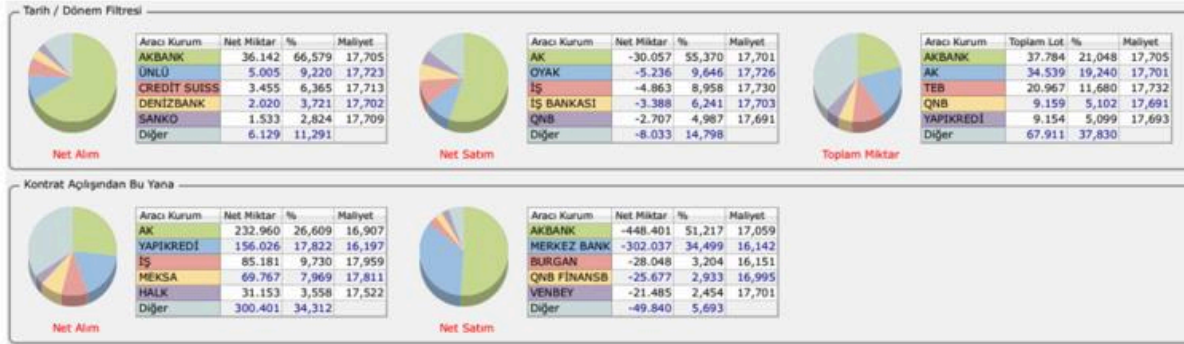 Tarih / Dönem Filtresi
Aracı Kurum Net Miktar % Maliyet
AKBANK 36.142 66,579 17,705
ÜNLÜ 5.005 9,220 17,723
CREDİT SUISS 3.455 6,365 17,713
DENİZBANK 2.020 3,721 17,702
SANKO 1.533 2,824 17,709
Diğer 6.129 11,291
Net Alım
Aracı Kurum Net Miktar % Maliyet
AK -30.057 55,370 17,701
OYAK -5.236 9,646 17,726
İŞ -4.863 8,958 17,730
İŞ BANKASI -3.388 6,241 17,703
QNB -2.707 4,987 17,691
Diğer -8.033 14,798
Net Satım
Aracı Kurum Toplam Lot % Maliyet
AKBANK 37.784 21,048 17,705
AK 34.539 19,240 17,701
TEB 20.967 11,680 17,732
QNB 9.159 5,102 17,691
YAPIKREDİ 9.154 5,099 17,693
Diğer 67.911 37,830
Toplam Miktar
Kontrat Açılışından Bu Yana
Aracı Kurum Net Miktar % Maliyet
AK 232.960 26,609 16,907
YAPIKREDİ 156.026 17,822 16,197
İŞ 85.181 9,730 17,959
MEKSA 69.767 7,969 17,811
HALK 31.153 3,558 17,522
Diğer 300.401 34,312
Net Alım
Aracı Kurum Net Miktar % Maliyet
AKBANK -448.401 51,217 17,059
MERKEZ BANK -302.037 34,499 16,142
BURGAN -28.048 3,204 16,151
QNB FİNANSB -25.677 2,933 16,995
VENBEY -21.485 2,454 17,701
Diğer -49.840 5,693
Net Satım